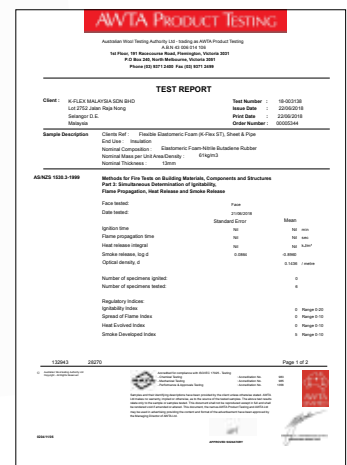 AWTA PRODUCT TESTING
Australian Wool Testing Authority Ltd - trading as AWTA Product Testing
A.B.N 43 006 014 106
1st Floor, 191 Racecourse Road, Flemington, Victoria 3031
P.O Box 240, North Melbourne, Victoria 3051
Phone (03) 9371 2400 Fax (03) 9371 2499
TEST REPORT
Client : K-FLEX MALAYSIA SDN BHD Test Number : 18-003138
Lot 2752 Jalan Raja Nong Issue Date : 22/06/2018
Selangor D.E. Print Date : 22/06/2018
Malaysia Order Number : 00005344
Sample Description Clients Ref : Flexible Elastomeric Foam (K-Flex ST), Sheet & Pipe
End Use : Insulation
Nominal Composition : Elastomeric Foam-Nitrile Butadiene Rubber
Nominal Mass per Unit Area/Density : 61kg/m3
Nominal Thickness : 13mm
AS/NZS 1530.3-1999 Methods for Fire Tests on Building Materials, Components and Structures
Part 3: Simultaneous Determination of Ignitability,
Flame Propagation, Heat Release and Smoke Release
Face tested: Face
Date tested: 21/06/2018
Standard Error Mean
Ignition time Nil Nil min
Flame propagation time Nil Nil sec
Heat release integral Nil Nil kJ/m²
Smoke release, log d
Optical density, d 0.1406 / metre
Number of specimens ignited: 0
Number of specimens tested: 6
Regulatory Indices:
Ignitability Index 0 Range 0-20
Spread of Flame Index 0 Range 0-10
Heat Evolved Index 0 Range 0-10
Smoke Developed Index 5 Range 0-10
132943 28270 Page 1 of 2
APPROVED SIGNATORY